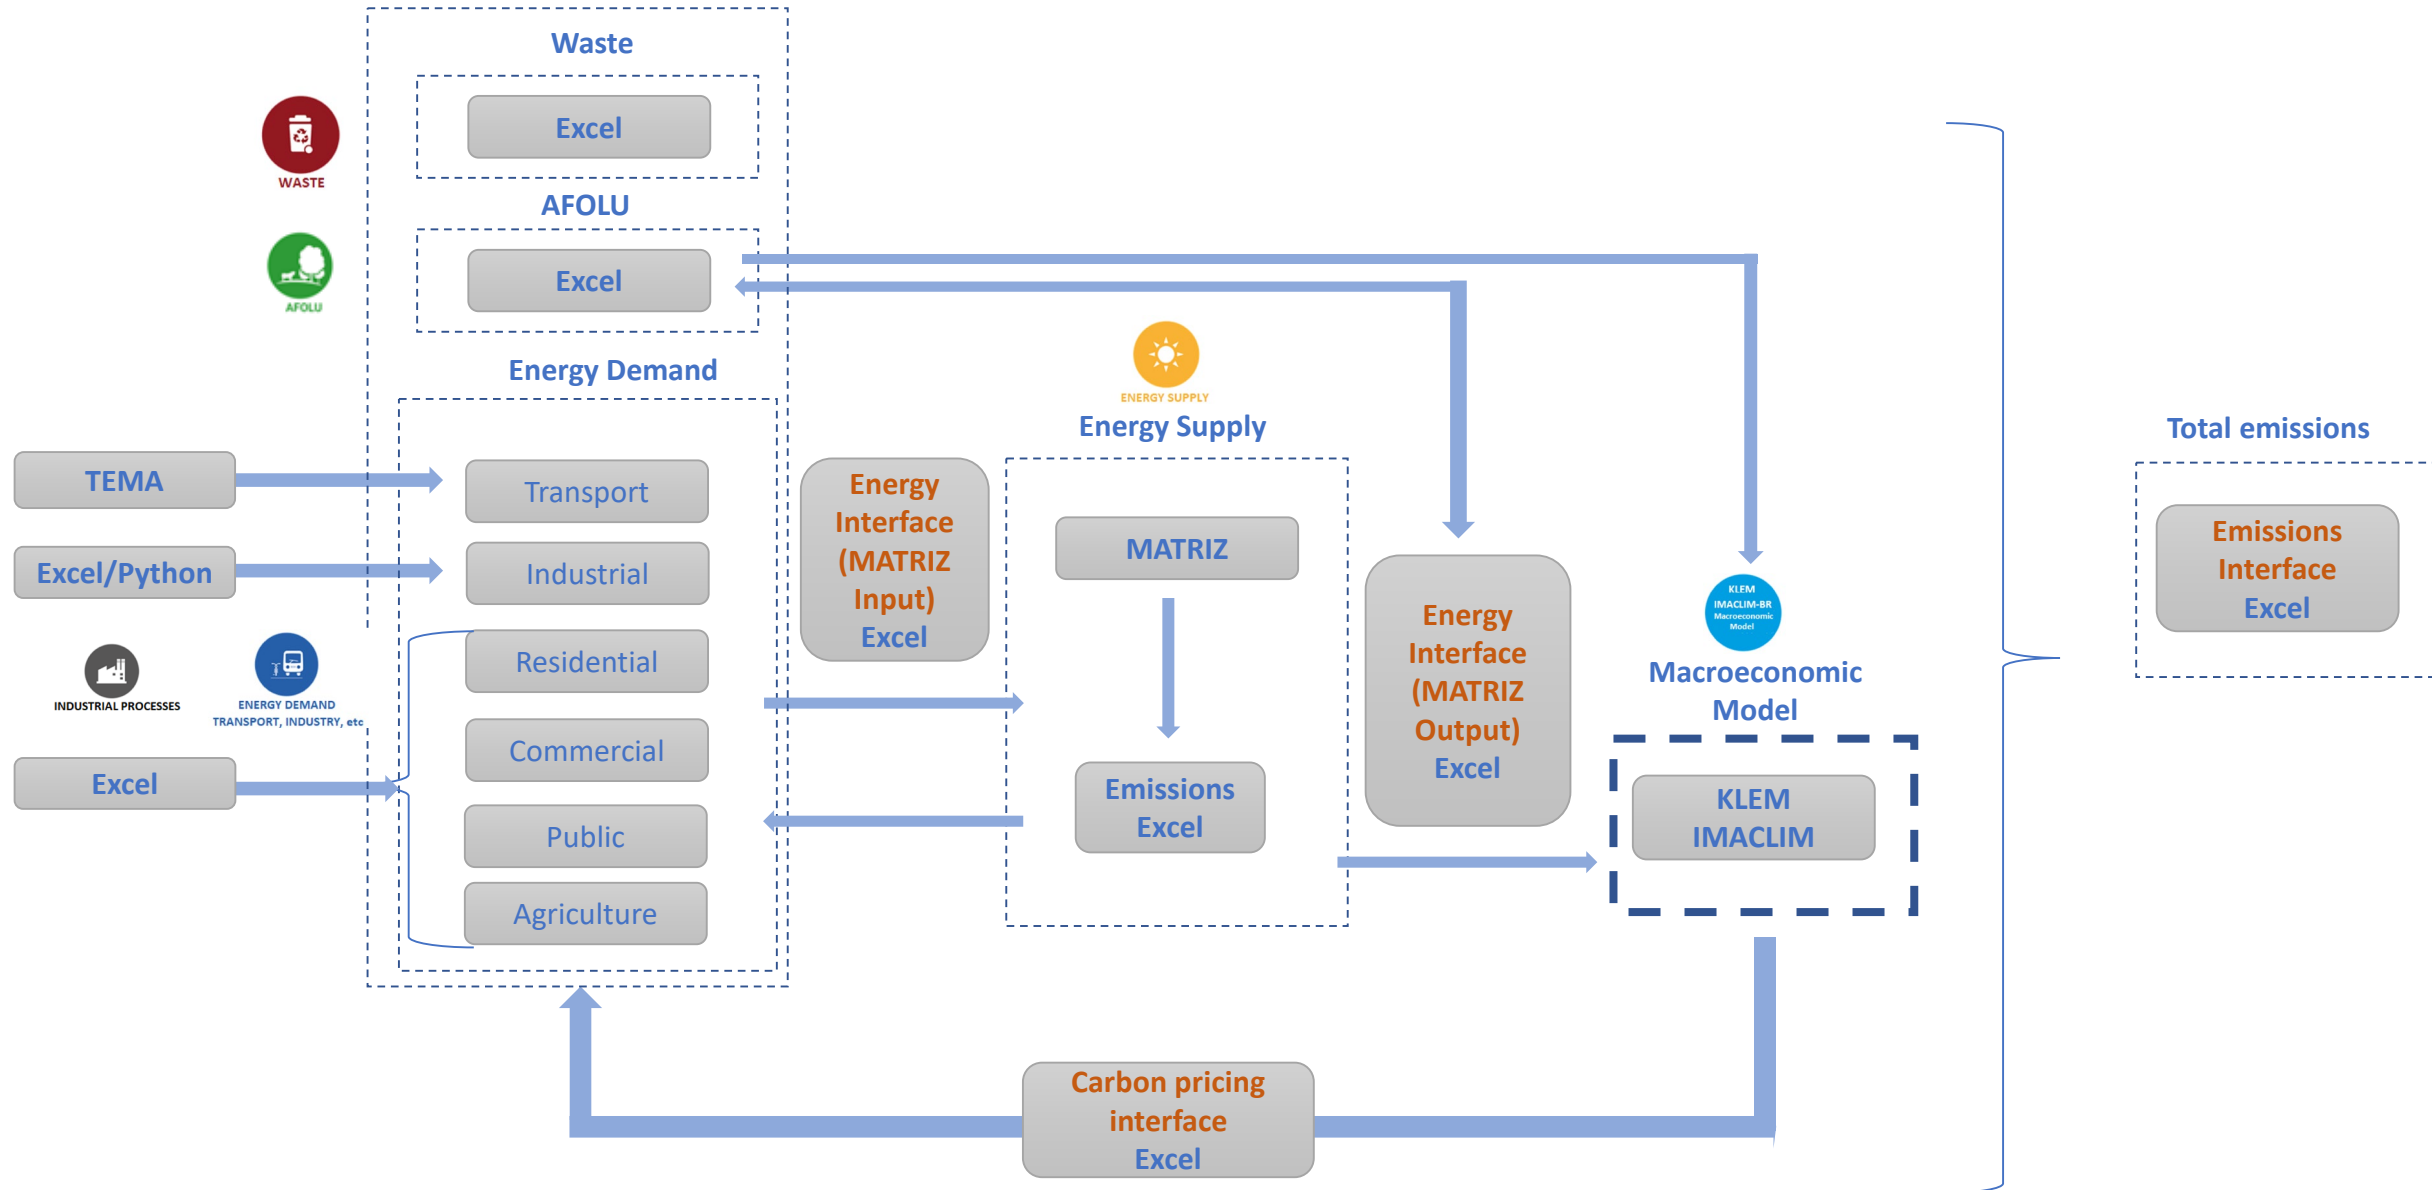 Waste
Excel
WASTE
AFOLU
Excel
AFOLU
Energy Demand
TEMA
Transport
Excel/Python
Industrial
INDUSTRIAL PROCESSES
ENERGY DEMAND
TRANSPORT, INDUSTRY, etc
Excel
Residential
Commercial
Public
Agriculture
Energy
Interface
(MATRIZ
Input)
Excel
ENERGY SUPPLY
Energy Supply
MATRIZ
Emissions
Excel
Energy
Interface
(MATRIZ
Output)
Excel
KLEM
IMACLIM-BR
Macroeconomic
Model
Macroeconomic
Model
KLEM
IMACLIM
Carbon pricing
interface
Excel
Total emissions
Emissions
Interface
Excel